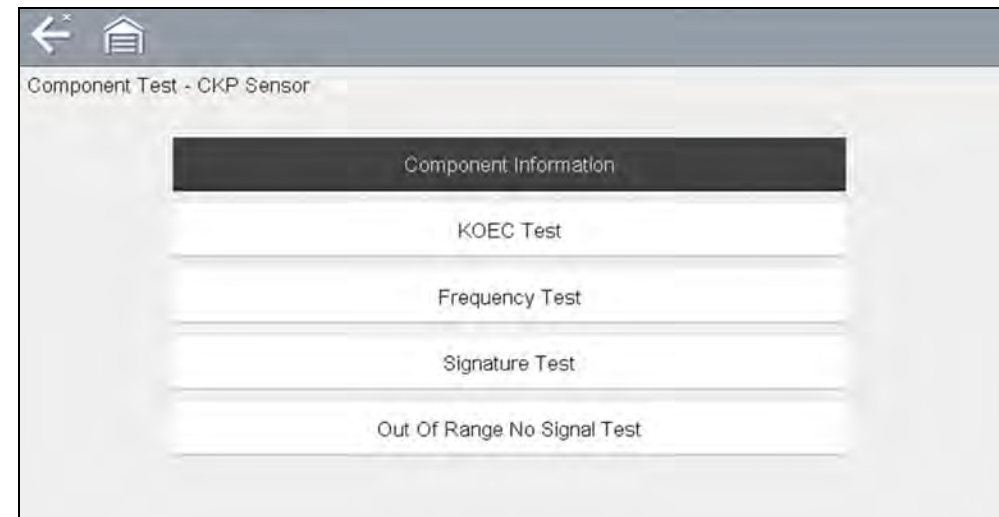 Component Test - CKP Sensor
Component Information
KOEC Test
Frequency Test
Signature Test
Out Of Range No Signal Test